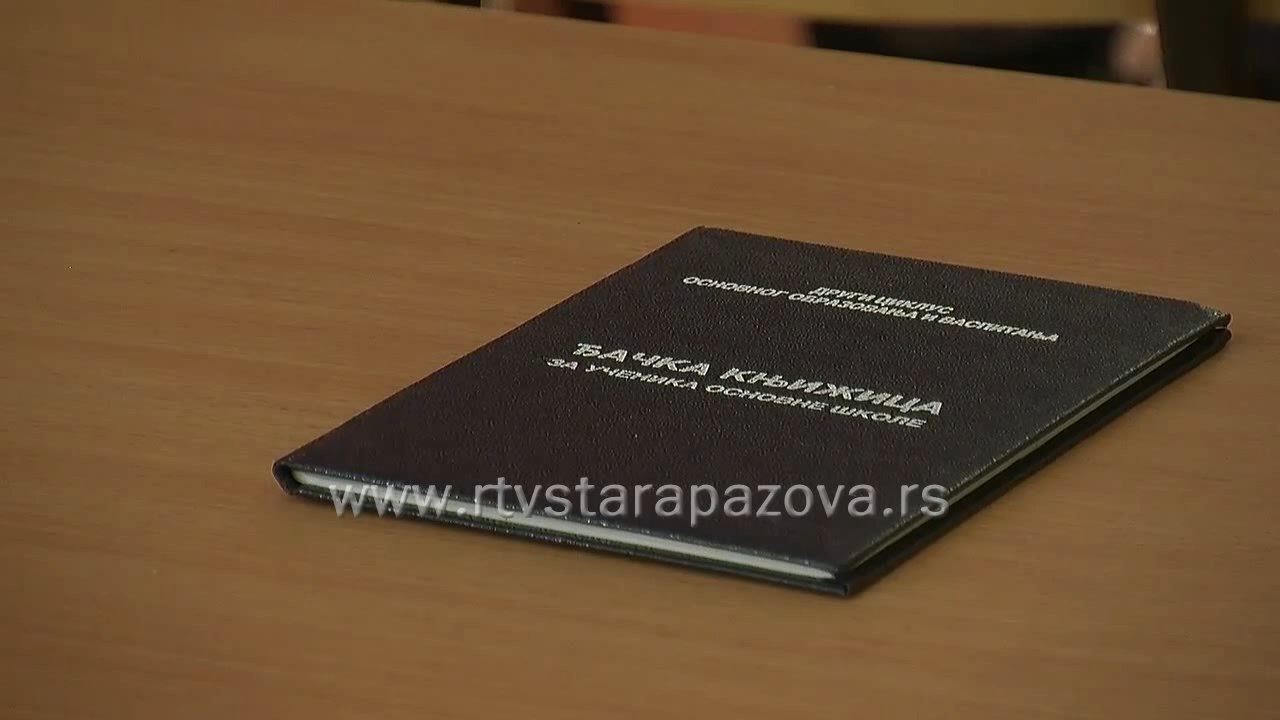 ДРУГИ ЦИКЛУС
ОСНОВНОГ ОБРАЗОВАЊА И ВАСПИТАЊА
ЂАЧКА КЊИЖИЦА
ЗА УЧЕНИКА ОСНОВНЕ ШКОЛЕ
www.rtvstarapazova.rs